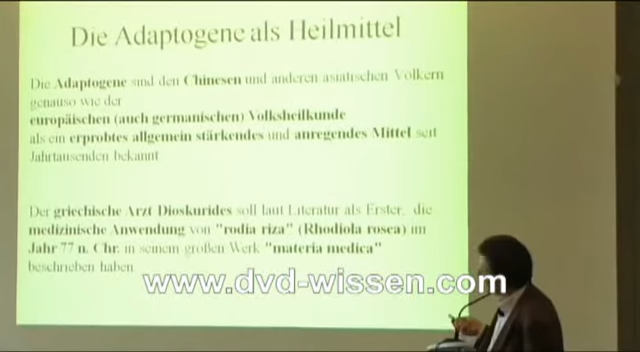 Die Adaptogene als Heilmittel
Die Adaptogene sind den Chinesen und anderen asiatischen Völkern
genauso wie der
europäischen (auch germanischen) Volksheilkunde
als ein erprobtes allgemein stärkendes und anregendes Mittel seit
Jahrtausenden bekannt
Der griechische Arzt Dioskurides soll laut Literatur als Erster, die
medizinische Anwendung von "rodia riza" (Rhodiola rosea) im
Jahr 77 n. Chr. in seinem großen Werk "materia medica"
beschrieben haben
www.dvd-wissen.com